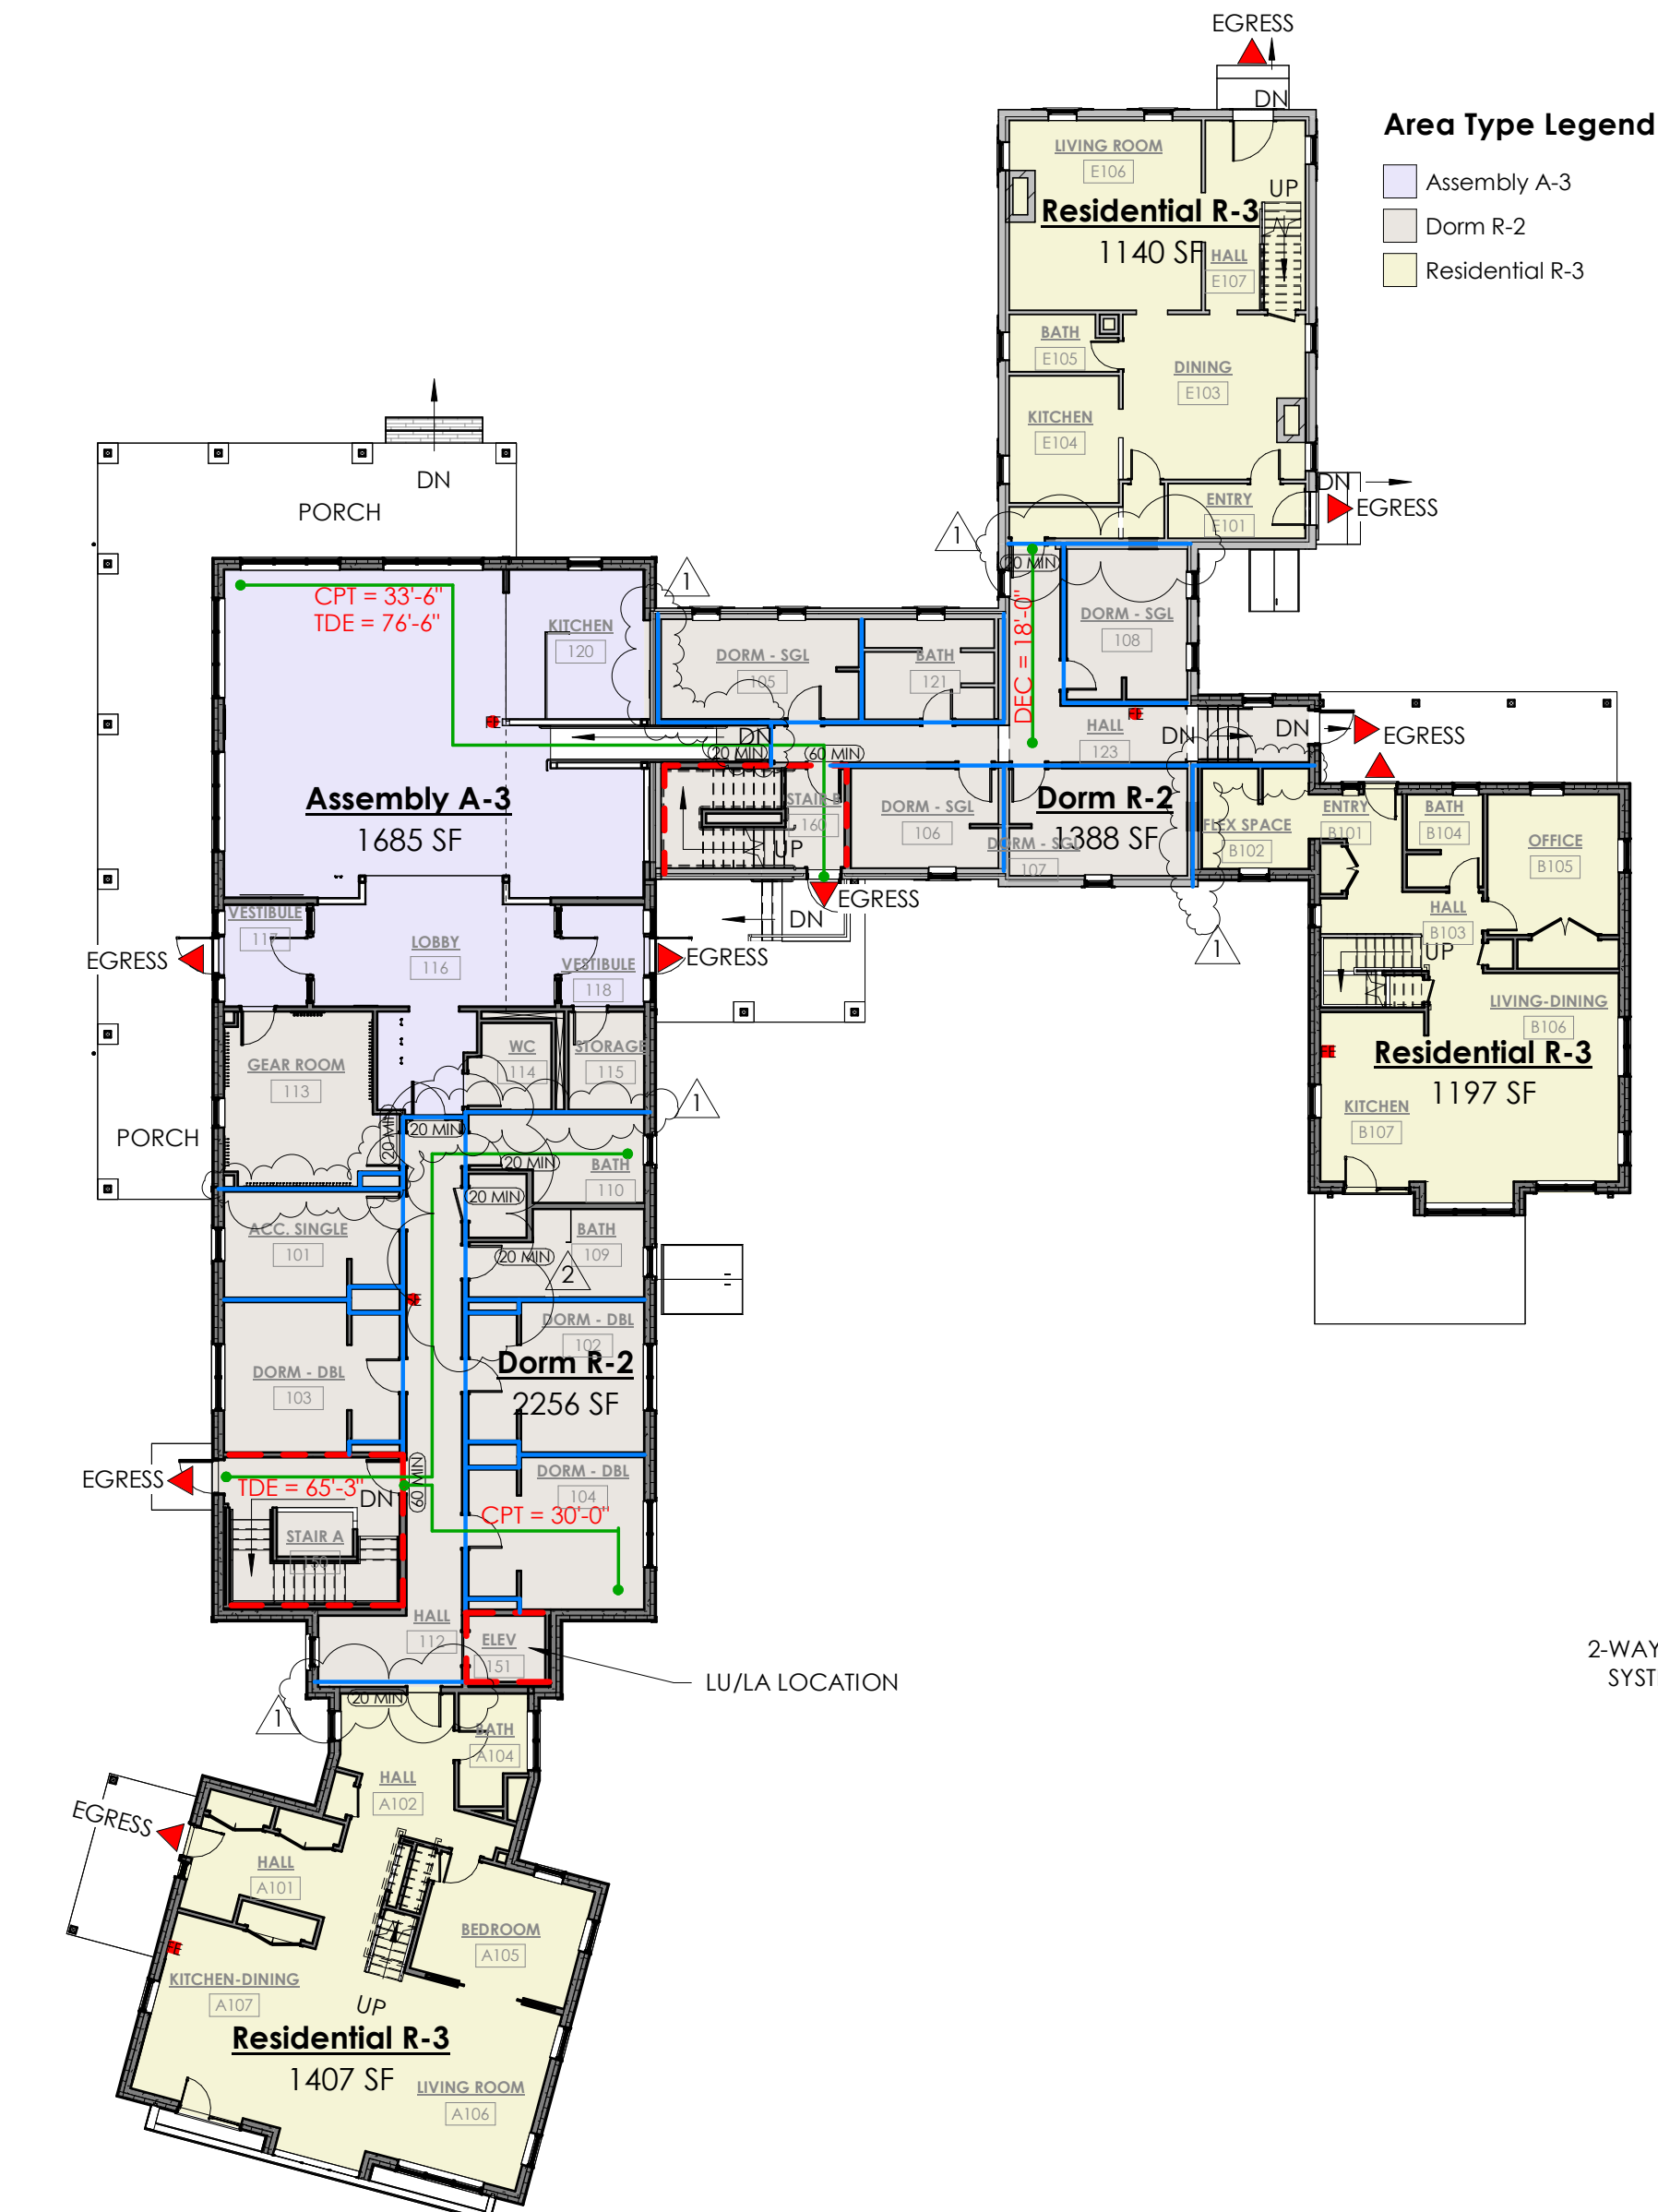 EGRESS
DN
Area Type Legend
Assembly A-3
Dorm R-2
Residential R-3
LIVING ROOM
E106
UP
Residential R-3
1140 SF
HALL
E107
BATH
E105
DINING
E103
KITCHEN
E104
DN
EGRESS
ENTRY
E101
DN
PORCH
1
1
20 MIN
CPT = 33'-6"
TDE = 76'-6"
KITCHEN
120
DORM - SGL
105
BATH
121
DEC = 18'-0"
DORM - SGL
108
HALL
123
DN
DN
DN
EGRESS
20 MIN
60 MIN
Assembly A-3
1685 SF
STAIR B
160
UP
DORM - SGL
106
Dorm R-2
1388 SF
DORM - SGL
107
FLEX SPACE
B102
ENTRY
B101
BATH
B104
OFFICE
B105
EGRESS
DN
1
VESTIBULE
117
LOBBY
116
VESTIBULE
118
EGRESS
EGRESS
HALL
B103
UP
LIVING-DINING
B106
Residential R-3
1197 SF
KITCHEN
B107
GEAR ROOM
113
WC
114
STORAGE
115
1
PORCH
20 MIN
20 MIN
20 MIN
BATH
110
20 MIN
ACC. SINGLE
101
BATH
109
20 MIN
2
DORM - DBL
102
Dorm R-2
2256 SF
DORM - DBL
103
EGRESS
TDE = 65'-3"
DN
60 MIN
DORM - DBL
104
CPT = 30'-0"
STAIR A
HALL
112
ELEV
151
LU/LA LOCATION
2-WAY
SYST
20 MIN
1
BATH
A104
HALL
A102
EGRESS
HALL
A101
BEDROOM
A105
KITCHEN-DINING
A107
UP
Residential R-3
1407 SF
LIVING ROOM
A106